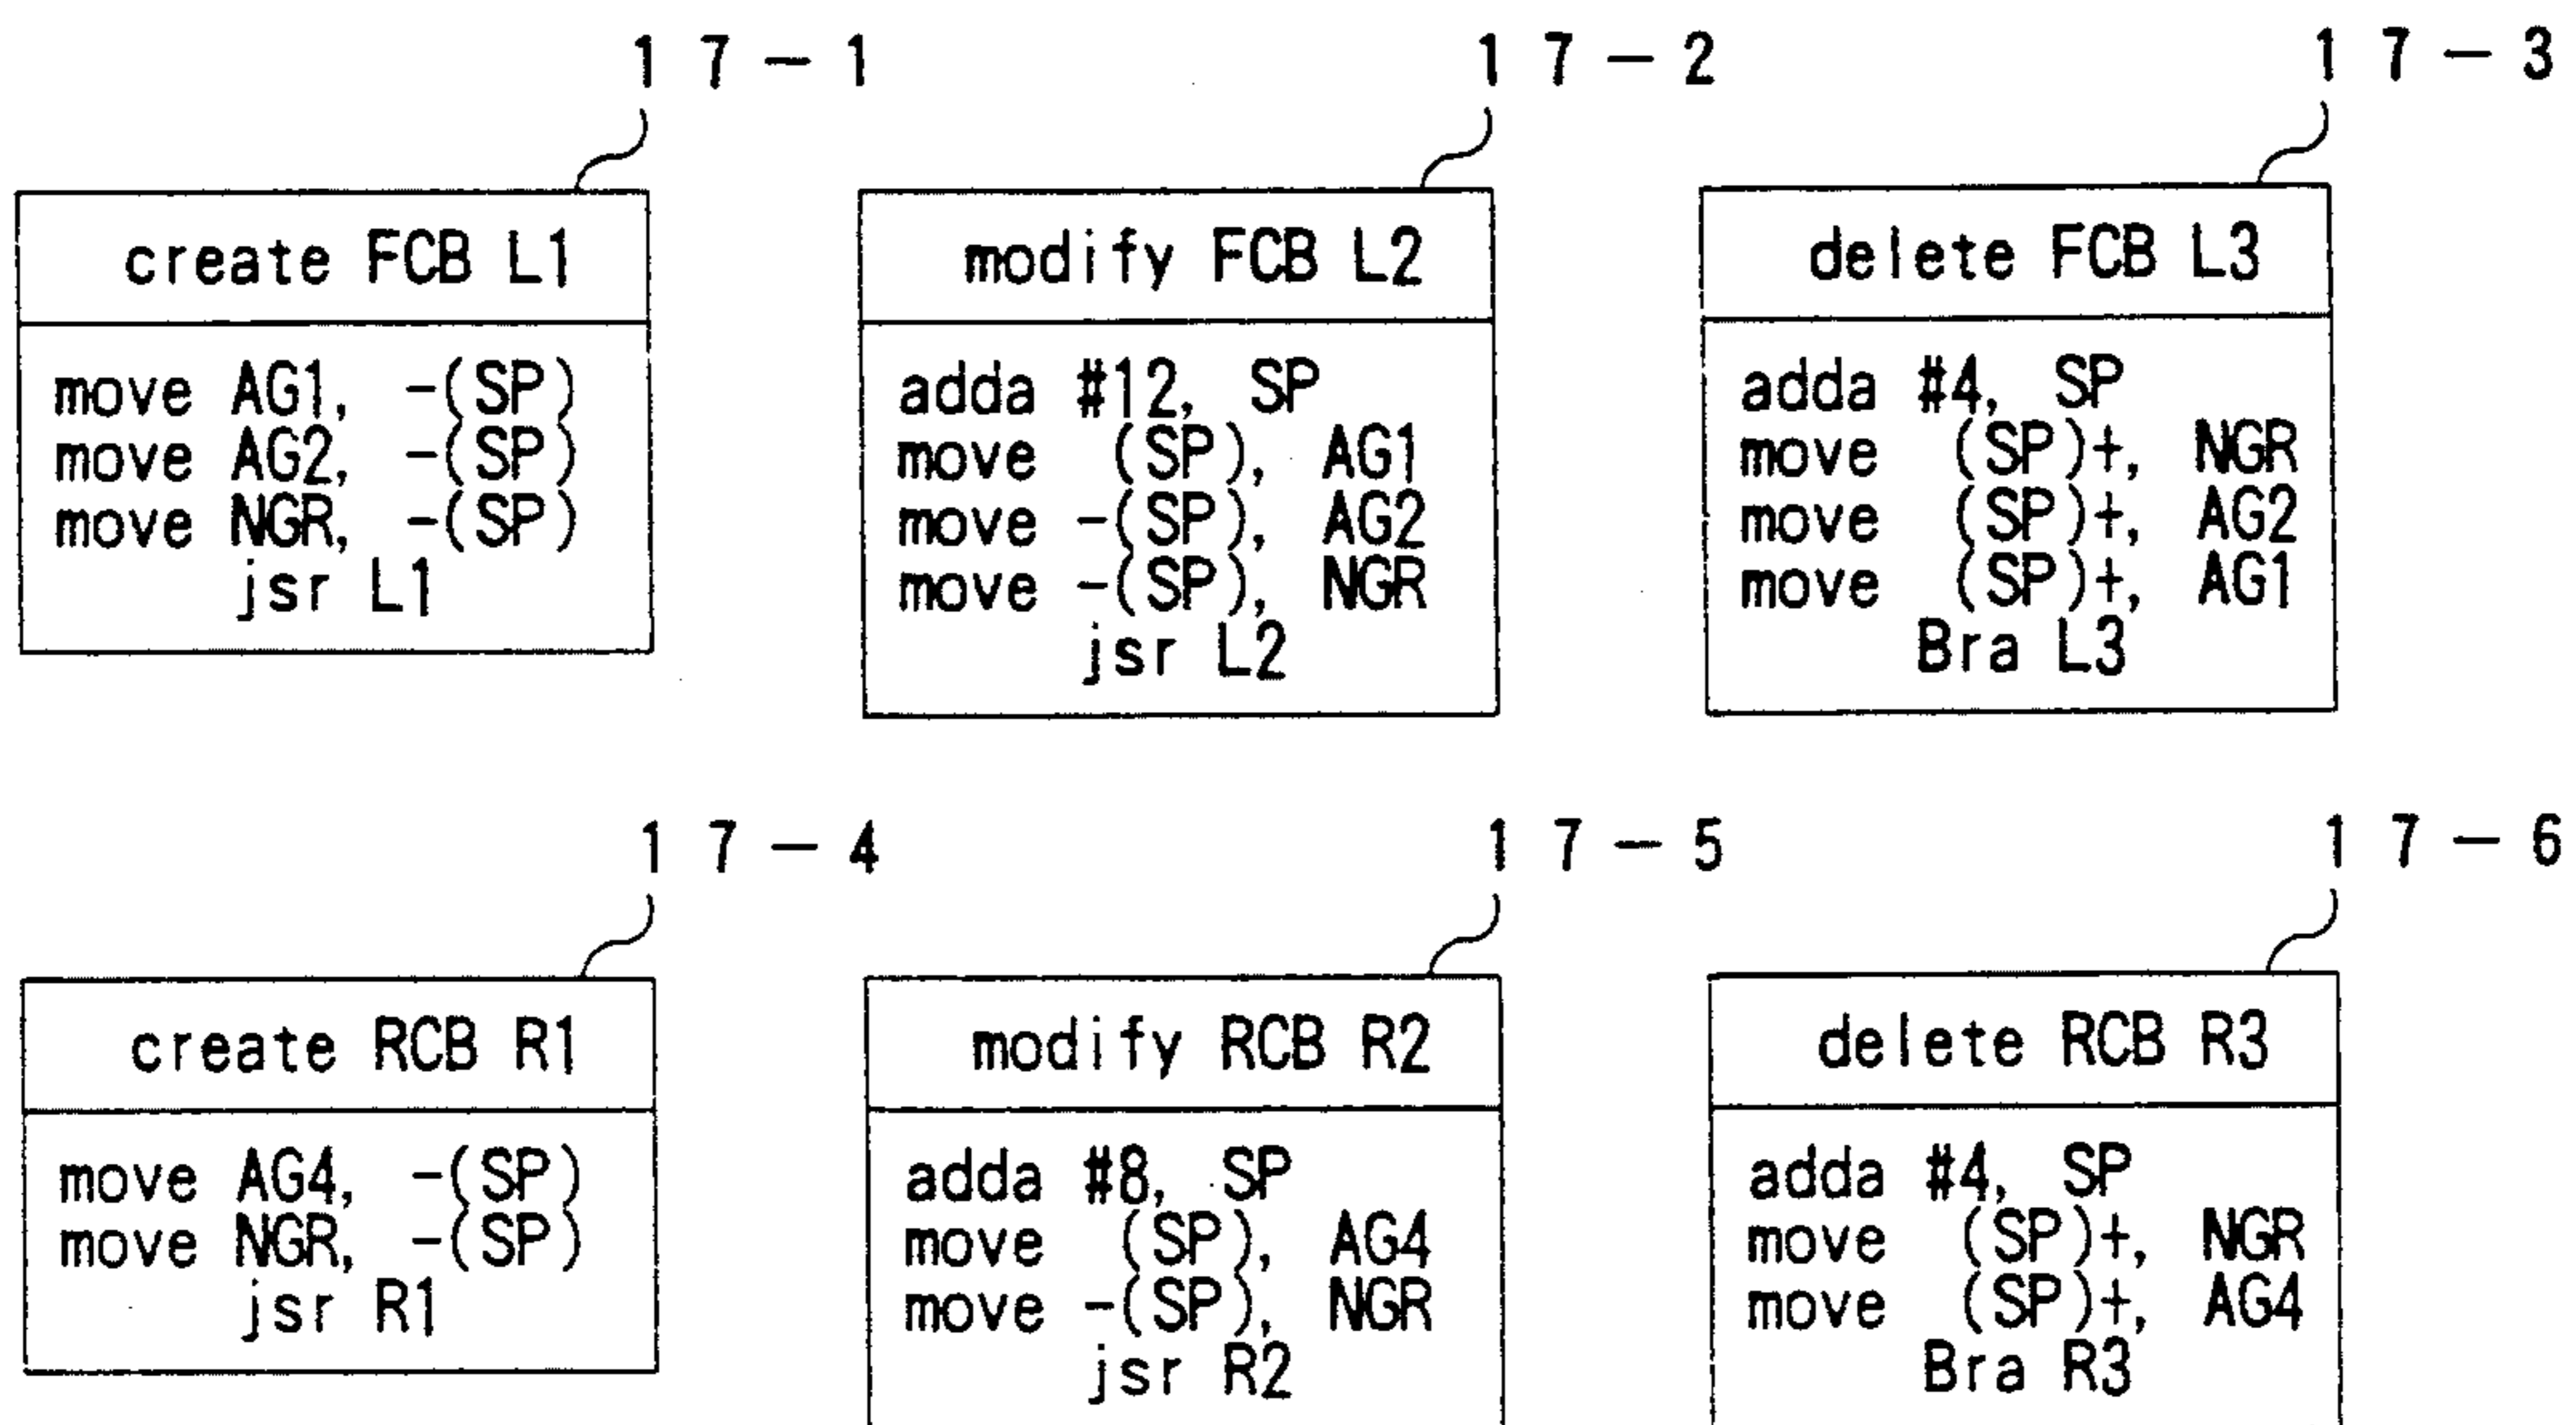 17-1
17-2
17-3
create FCB L1
move AG1, -(SP)
move AG2, -(SP)
move NGR, -(SP)
jsr L1
modify FCB L2
adda #12, SP
move (SP), AG1
move -(SP), AG2
move -(SP), NGR
jsr L2
delete FCB L3
adda #4, SP
move (SP)+, NGR
move (SP)+, AG2
move (SP)+, AG1
Bra L3
17-4
17-5
17-6
create RCB R1
move AG4, -(SP)
move NGR, -(SP)
jsr R1
modify RCB R2
adda #8, SP
move (SP), AG4
move -(SP), NGR
jsr R2
delete RCB R3
adda #4, SP
move (SP)+, NGR
move (SP)+, AG4
Bra R3